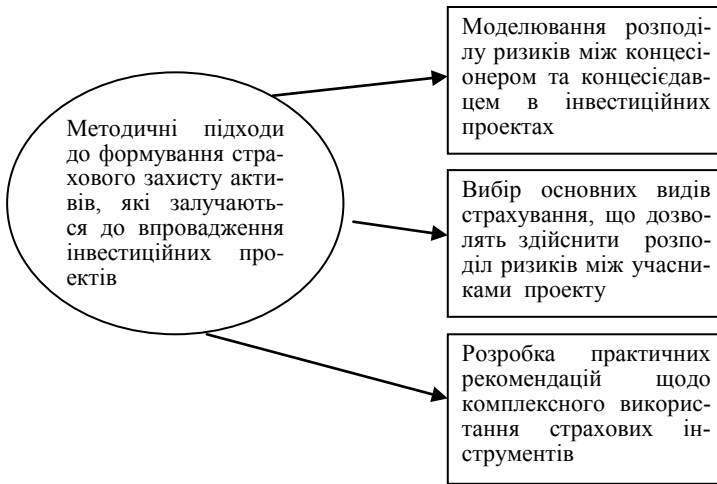 Методичні підходи
до формування стра-
хового захисту акти-
вів, які залучають-
ся до впровадження
інвестиційних про-
ектів
Моделювання розподі-
лу ризиків між концесі-
онером та концесієдав-
цем в інвестиційних
проектах
Вибір основних видів
страхування, що дозво-
лять здійснити розпо-
діл ризиків між учасни-
ками проекту
Розробка практичних
рекомендацій щодо
комплексного викорис-
тання страхових ін-
струментів